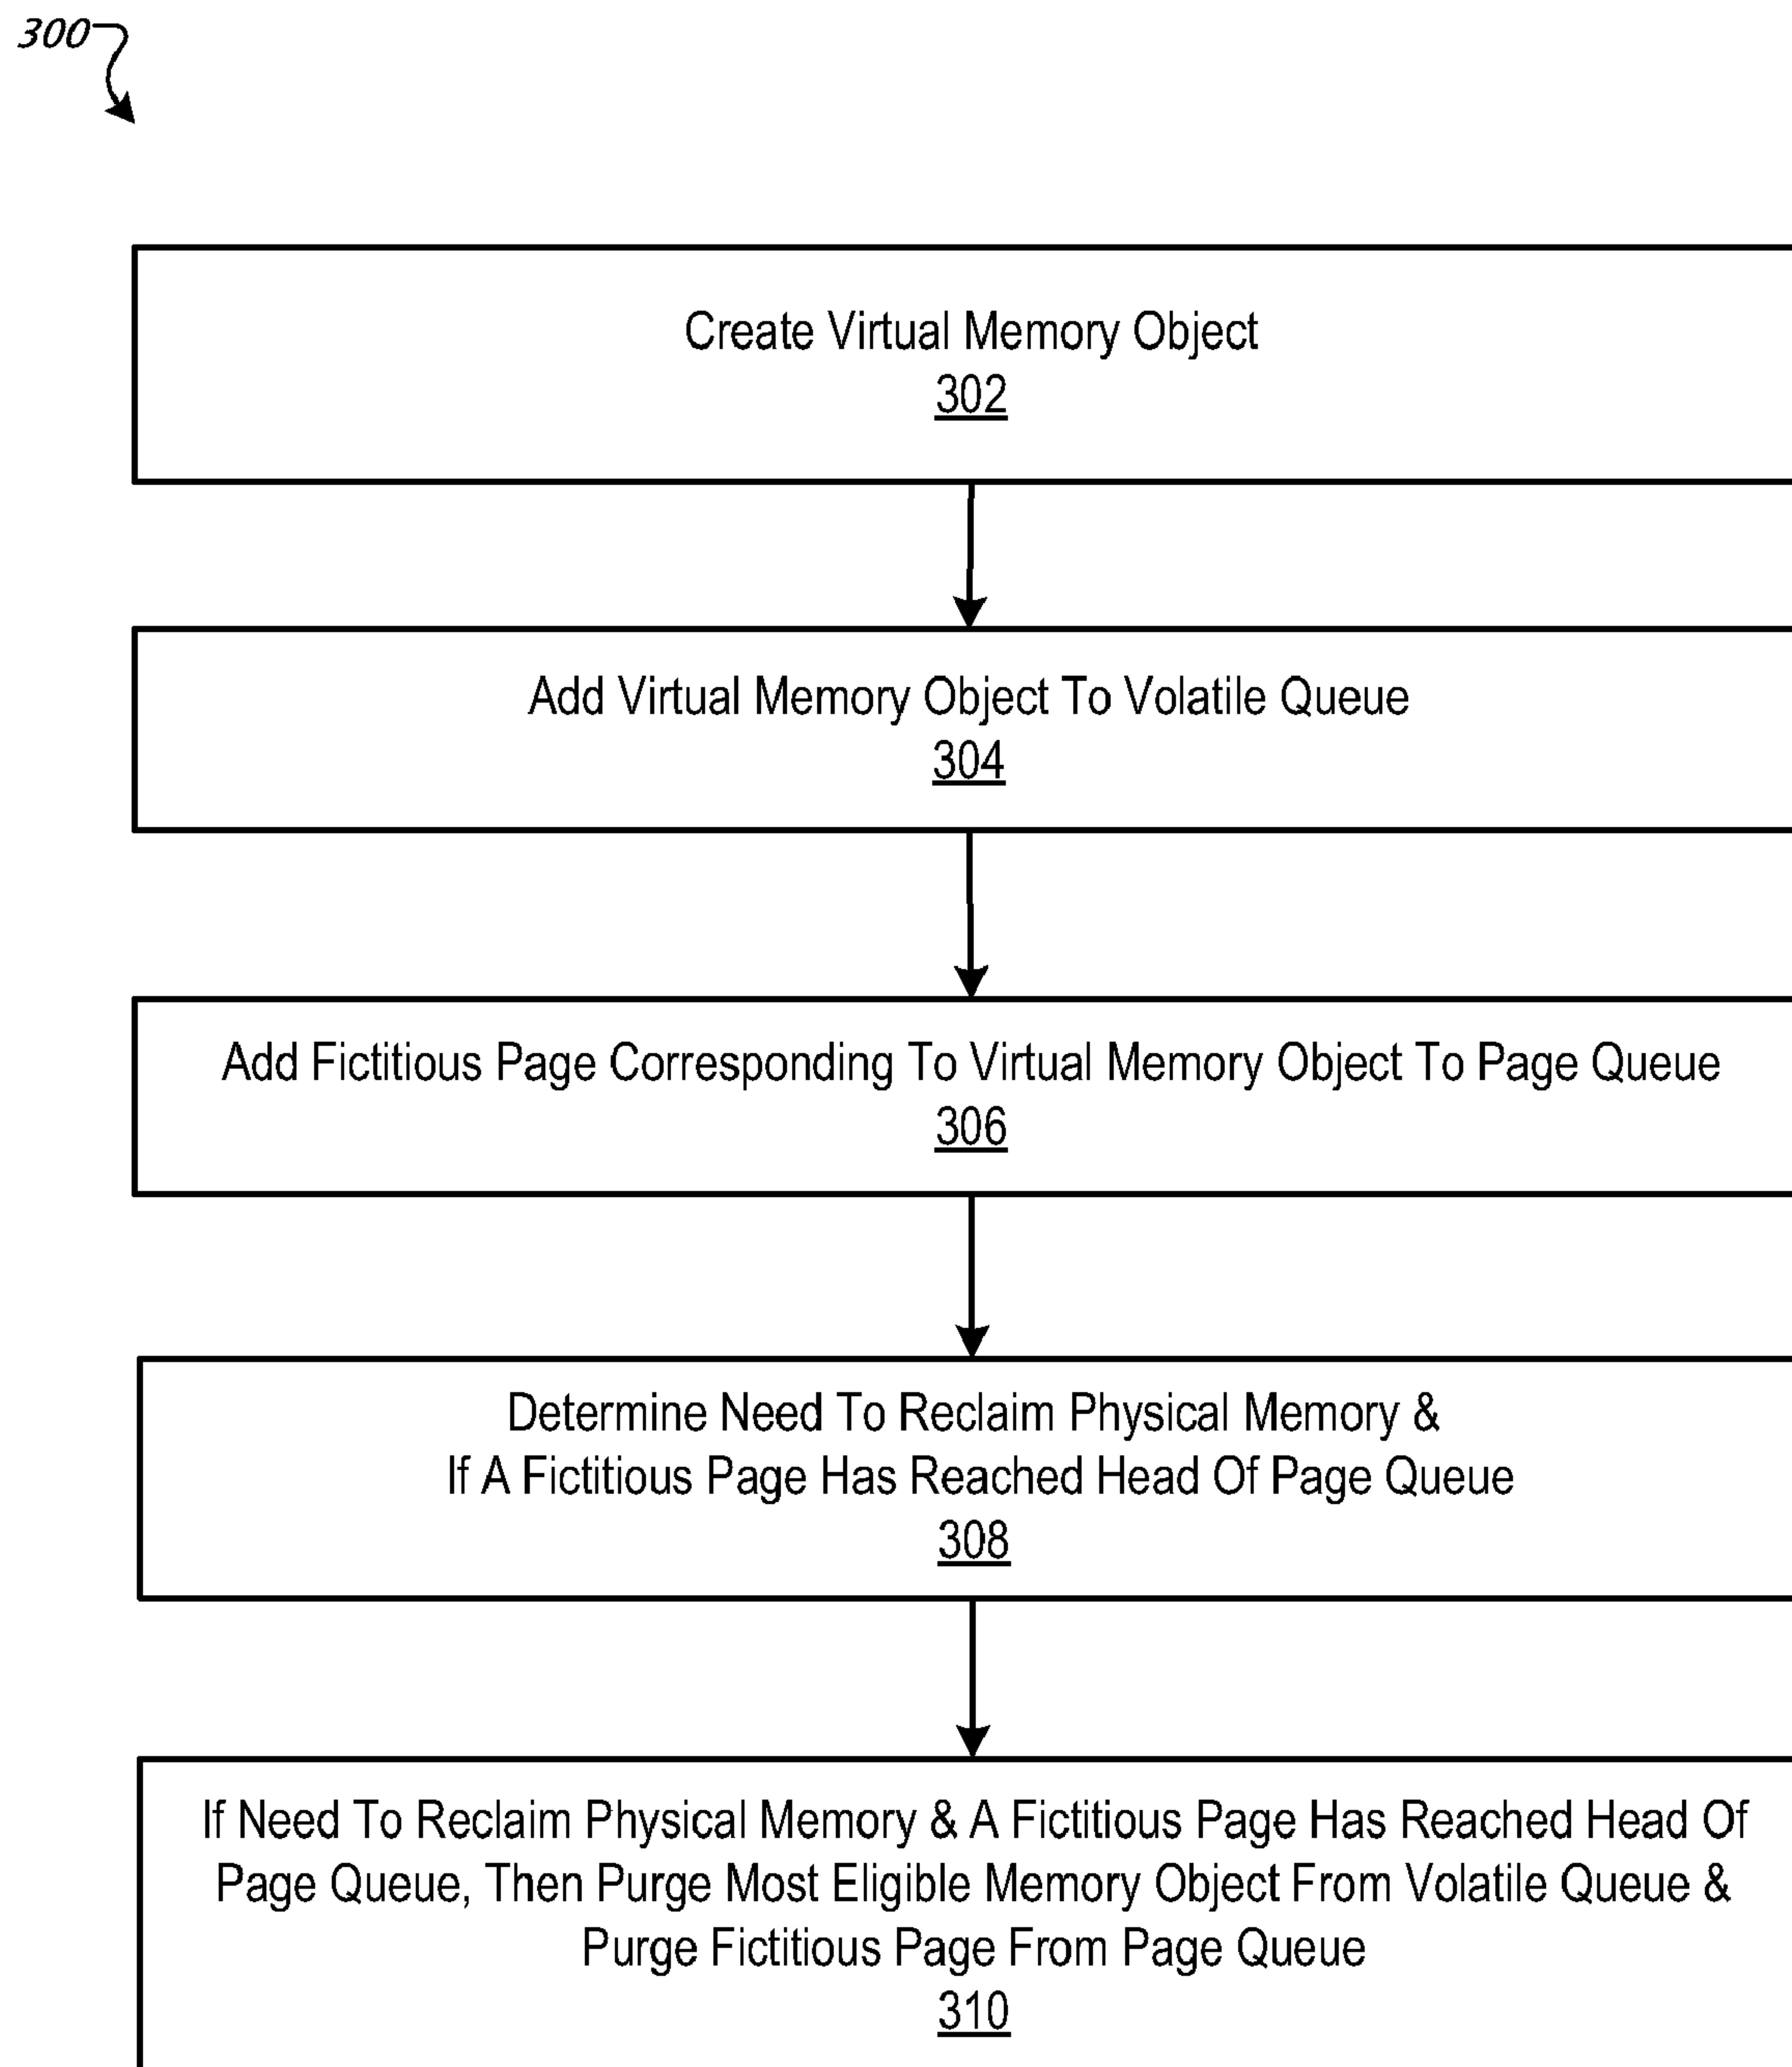 300
Create Virtual Memory Object
302
Add Virtual Memory Object To Volatile Queue
304
Add Fictitious Page Corresponding To Virtual Memory Object To Page Queue
306
Determine Need To Reclaim Physical Memory &
If A Fictitious Page Has Reached Head Of Page Queue
308
If Need To Reclaim Physical Memory & A Fictitious Page Has Reached Head Of
Page Queue, Then Purge Most Eligible Memory Object From Volatile Queue &
Purge Fictitious Page From Page Queue
310